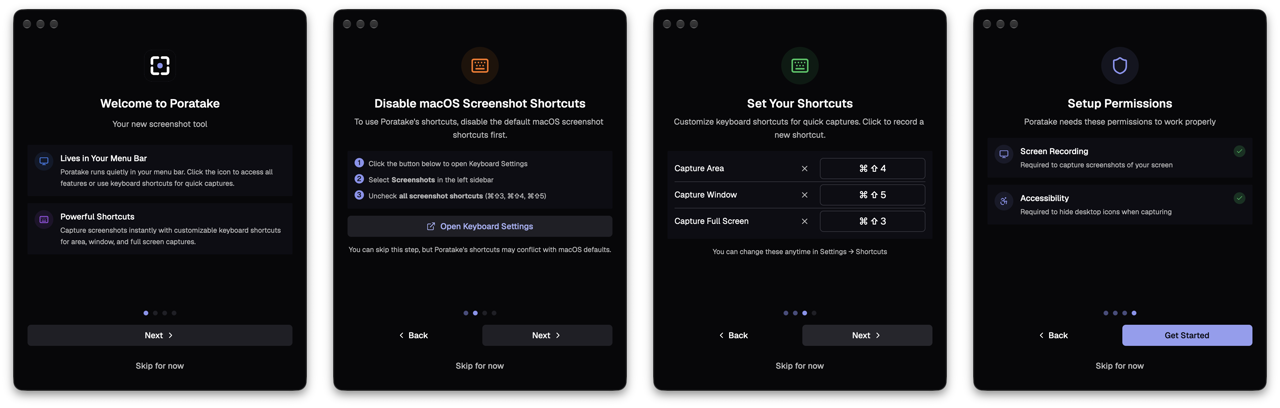 Welcome to Poratake
Your new screenshot tool
Lives in Your Menu Bar
Poratake runs quietly in your menu bar. Click the icon to access all
features or use keyboard shortcuts for quick captures.
Powerful Shortcuts
Capture screenshots instantly with customizable keyboard shortcuts
for area, window, and full screen captures.
Next
Skip for now
Disable macOS Screenshot Shortcuts
To use Poratake's shortcuts, disable the default macOS screenshot
shortcuts first.
1 Click the button below to open Keyboard Settings
2 Select Screenshots in the left sidebar
3 Uncheck all screenshot shortcuts (⌘⇧3, ⌘⇧4, ⌘⇧5)
Open Keyboard Settings
You can skip this step, but Poratake's shortcuts may conflict with macOS defaults.
Back Next
Skip for now
Set Your Shortcuts
Customize keyboard shortcuts for quick captures. Click to record a
new shortcut.
Capture Area ⌘ ⇧ 4
Capture Window ⌘ ⇧ 5
Capture Full Screen ⌘ ⇧ 3
You can change these anytime in Settings → Shortcuts
Back Next
Skip for now
Setup Permissions
Poratake needs these permissions to work properly
Screen Recording
Required to capture screenshots of your screen
Accessibility
Required to hide desktop icons when capturing
Back Get Started
Skip for now